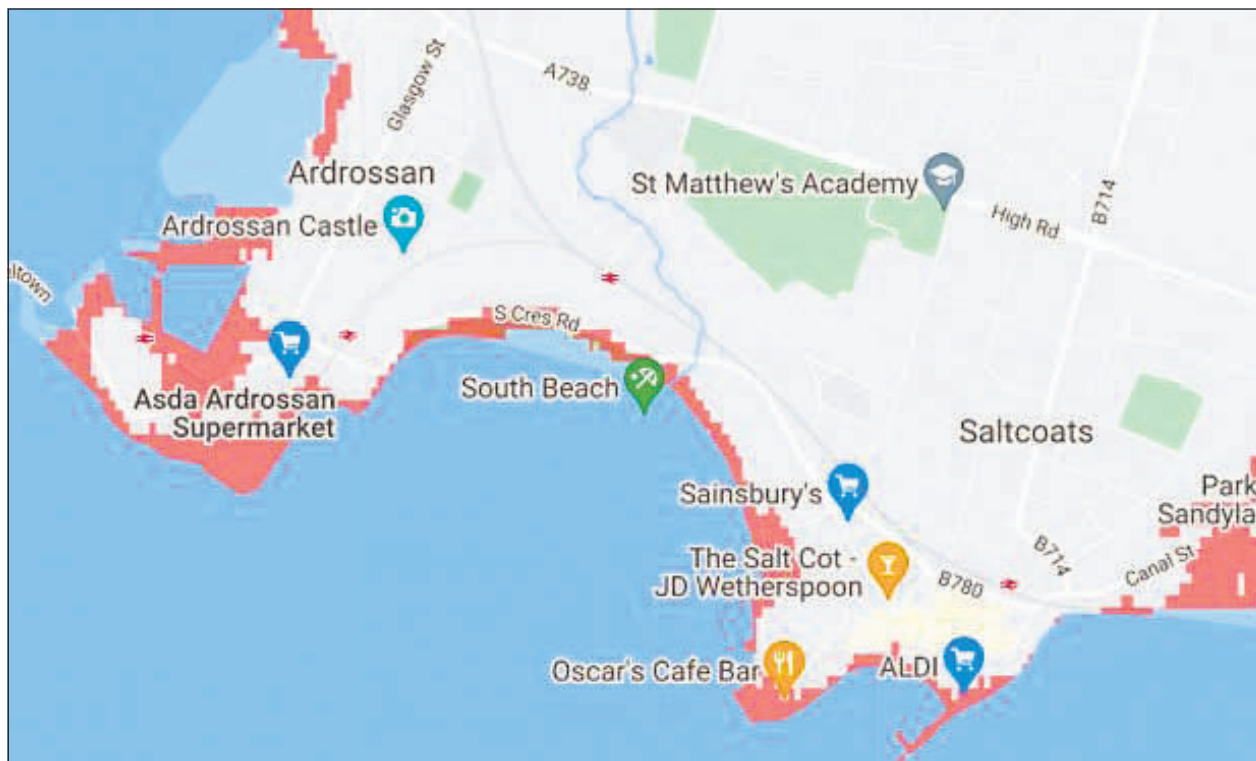 Glasgow St
A738
Ardrossan
Ardrossan Castle
St Matthew's Academy
High Rd
B714
S Cres Rd
South Beach
Asda Ardrossan
Supermarket
Saltcoats
Sainsbury's
Park
Sandyla
The Salt Cot -
JD Wetherspoon
B780
B714
Canal St
Oscar's Cafe Bar
ALDI